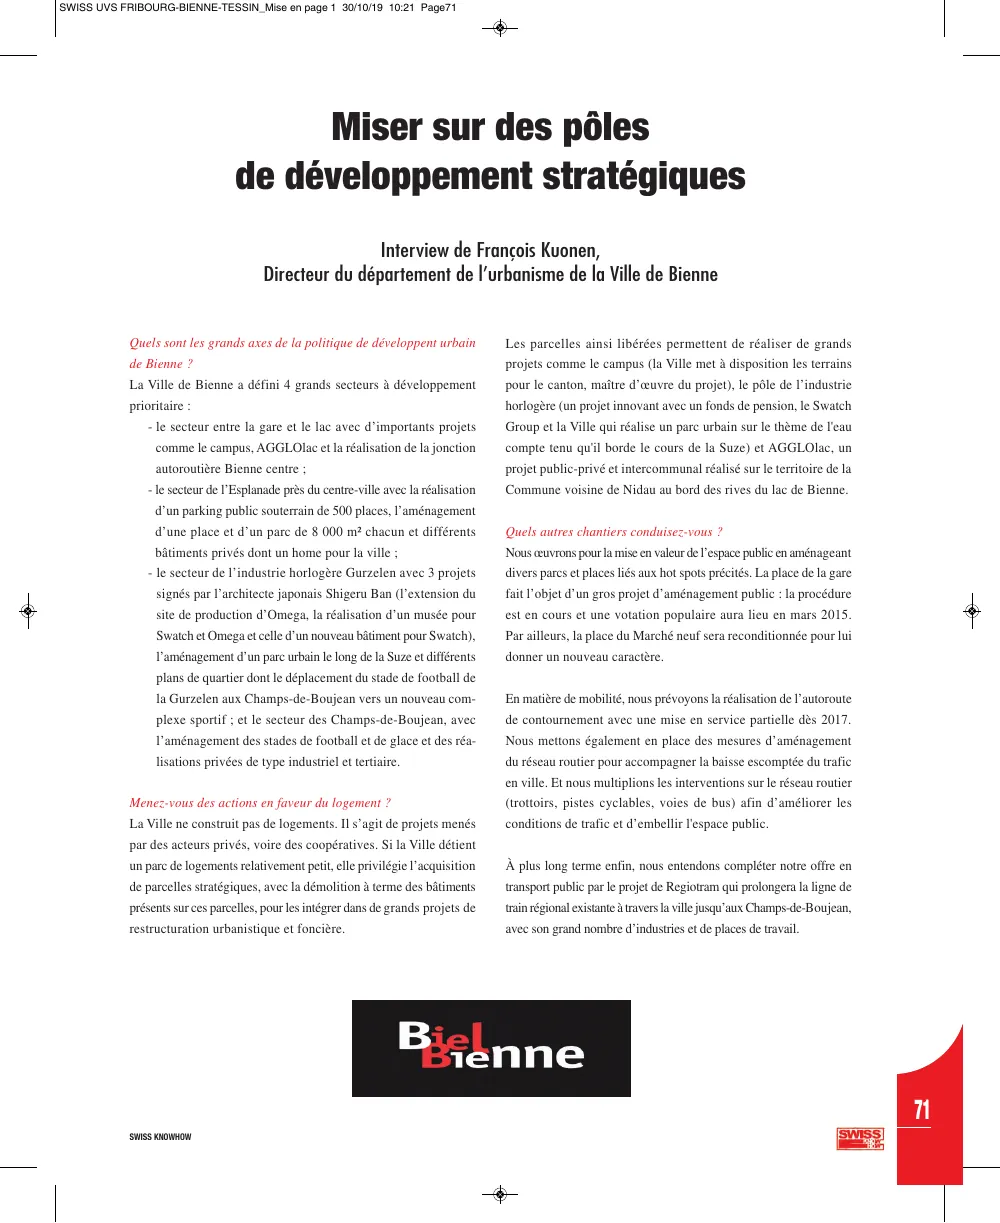 SWISS UVS FRIBOURG-BIENNE-TESSIN_Mise en page 1 30/10/19 10:21 Page71
Miser sur des pôles
de développement stratégiques
Interview de François Kuonen,
Directeur du département de l’urbanisme de la Ville de Bienne
Quels sont les grands axes de la politique de développent urbain
de Bienne ?
La Ville de Bienne a défini 4 grands secteurs à développement
prioritaire :
- le secteur entre la gare et le lac avec d’importants projets
comme le campus, AGGLOlac et la réalisation de la jonction
autoroutière Bienne centre ;
- le secteur de l’Esplanade près du centre-ville avec la réalisation
d’un parking public souterrain de 500 places, l’aménagement
d’une place et d’un parc de 8 000 m² chacun et différents
bâtiments privés dont un home pour la ville ;
- le secteur de l’industrie horlogère Gurzelen avec 3 projets
signés par l’architecte japonais Shigeru Ban (l’extension du
site de production d’Omega, la réalisation d’un musée pour
Swatch et Omega et celle d’un nouveau bâtiment pour Swatch),
l’aménagement d’un parc urbain le long de la Suze et différents
plans de quartier dont le déplacement du stade de football de
la Gurzelen aux Champs-de-Boujean vers un nouveau com-
plexe sportif ; et le secteur des Champs-de-Boujean, avec
l’aménagement des stades de football et de glace et des réa-
lisations privées de type industriel et tertiaire.
Menez-vous des actions en faveur du logement ?
La Ville ne construit pas de logements. Il s’agit de projets menés
par des acteurs privés, voire des coopératives. Si la Ville détient
un parc de logements relativement petit, elle privilégie l’acquisition
de parcelles stratégiques, avec la démolition à terme des bâtiments
présents sur ces parcelles, pour les intégrer dans de grands projets de
restructuration urbanistique et foncière.
Les parcelles ainsi libérées permettent de réaliser de grands
projets comme le campus (la Ville met à disposition les terrains
pour le canton, maître d’œuvre du projet), le pôle de l’industrie
horlogère (un projet innovant avec un fonds de pension, le Swatch
Group et la Ville qui réalise un parc urbain sur le thème de l'eau
compte tenu qu'il borde le cours de la Suze) et AGGLOlac, un
projet public-privé et intercommunal réalisé sur le territoire de la
Commune voisine de Nidau au bord des rives du lac de Bienne.
Quels autres chantiers conduisez-vous ?
Nous œuvrons pour la mise en valeur de l’espace public en aménageant
divers parcs et places liés aux hot spots précités. La place de la gare
fait l’objet d’un gros projet d’aménagement public : la procédure
est en cours et une votation populaire aura lieu en mars 2015.
Par ailleurs, la place du Marché neuf sera reconditionnée pour lui
donner un nouveau caractère.
En matière de mobilité, nous prévoyons la réalisation de l’autoroute
de contournement avec une mise en service partielle dès 2017.
Nous mettons également en place des mesures d’aménagement
du réseau routier pour accompagner la baisse escomptée du trafic
en ville. Et nous multiplions les interventions sur le réseau routier
(trottoirs, pistes cyclables, voies de bus) afin d’améliorer les
conditions de trafic et d’embellir l'espace public.
À plus long terme enfin, nous entendons compléter notre offre en
transport public par le projet de Regiotram qui prolongera la ligne de
train régional existante à travers la ville jusqu’aux Champs-de-Boujean,
avec son grand nombre d’industries et de places de travail.
Biel
Bienne
71
SWISS KNOWHOW
SWISS